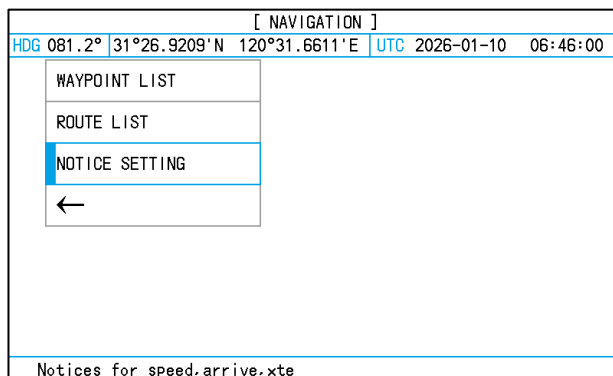 [ NAVIGATION ]
HDG 081.2° 31°26.9209'N 120°31.6611'E UTC 2026-01-10 06:46:00
WAYPOINT LIST
ROUTE LIST
NOTICE SETTING
←
Notices for speed,arrive,xte